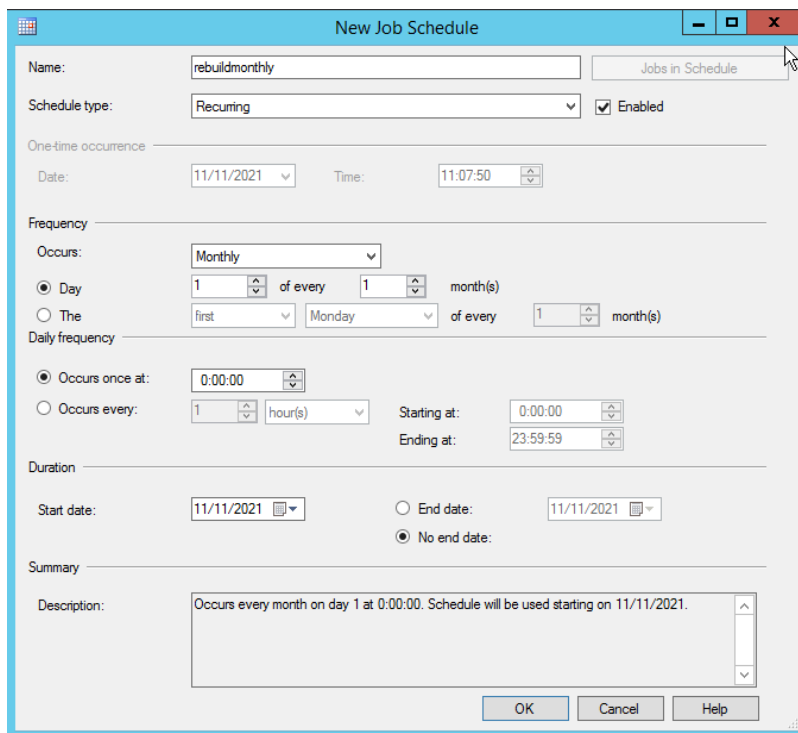 New Job Schedule
Name: rebuildmonthly Jobs in Schedule
Schedule type: Recurring Enabled
One-time occurrence
Date: 11/11/2021 Time: 11:07:50
Frequency
Occurs: Monthly
Day 1 of every 1 month(s)
The first Monday of every 1 month(s)
Daily frequency
Occurs once at: 0:00:00
Occurs every: 1 hour(s) Starting at: 0:00:00
Ending at: 23:59:59
Duration
Start date: 11/11/2021 End date: 11/11/2021
No end date:
Summary
Description: Occurs every month on day 1 at 0:00:00. Schedule will be used starting on 11/11/2021.
OK Cancel Help